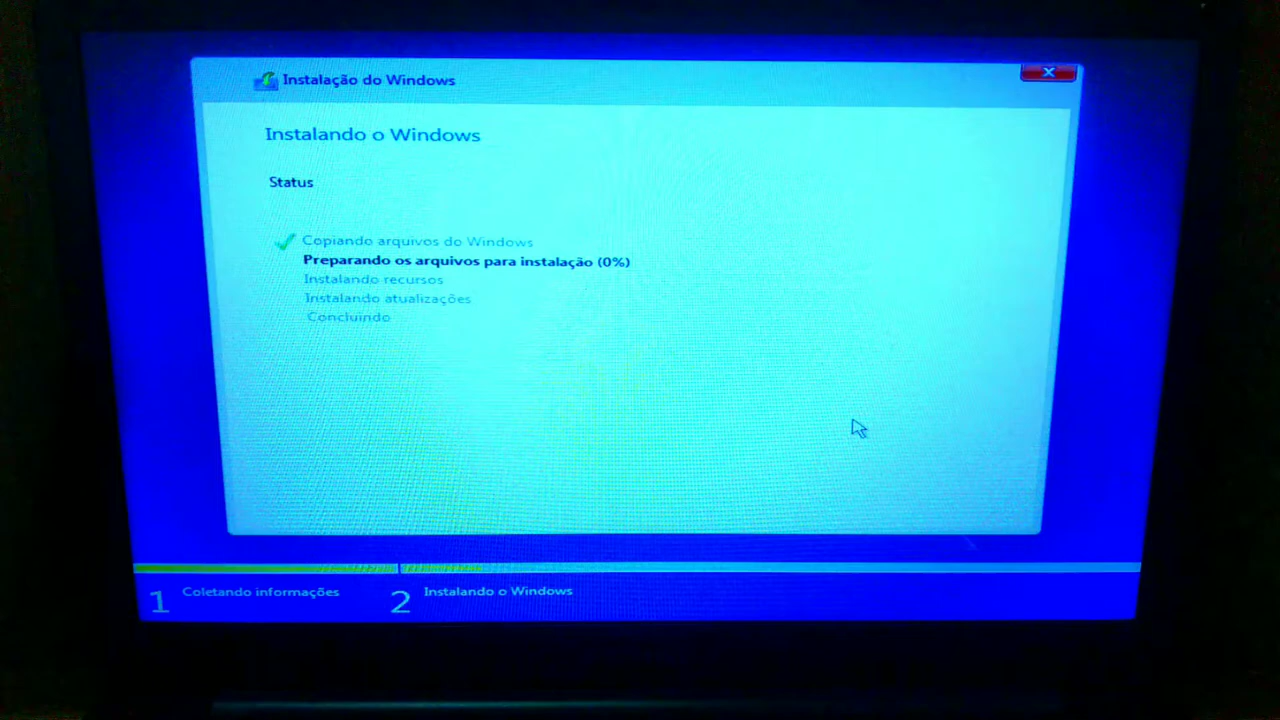 Instalação do Windows
Instalando o Windows
Status
Copiando arquivos do Windows
Preparando os arquivos para instalação (0%)
Instalando recursos
Instalando atualizações
Concluindo
1 Coletando informações 2 Instalando o Windows